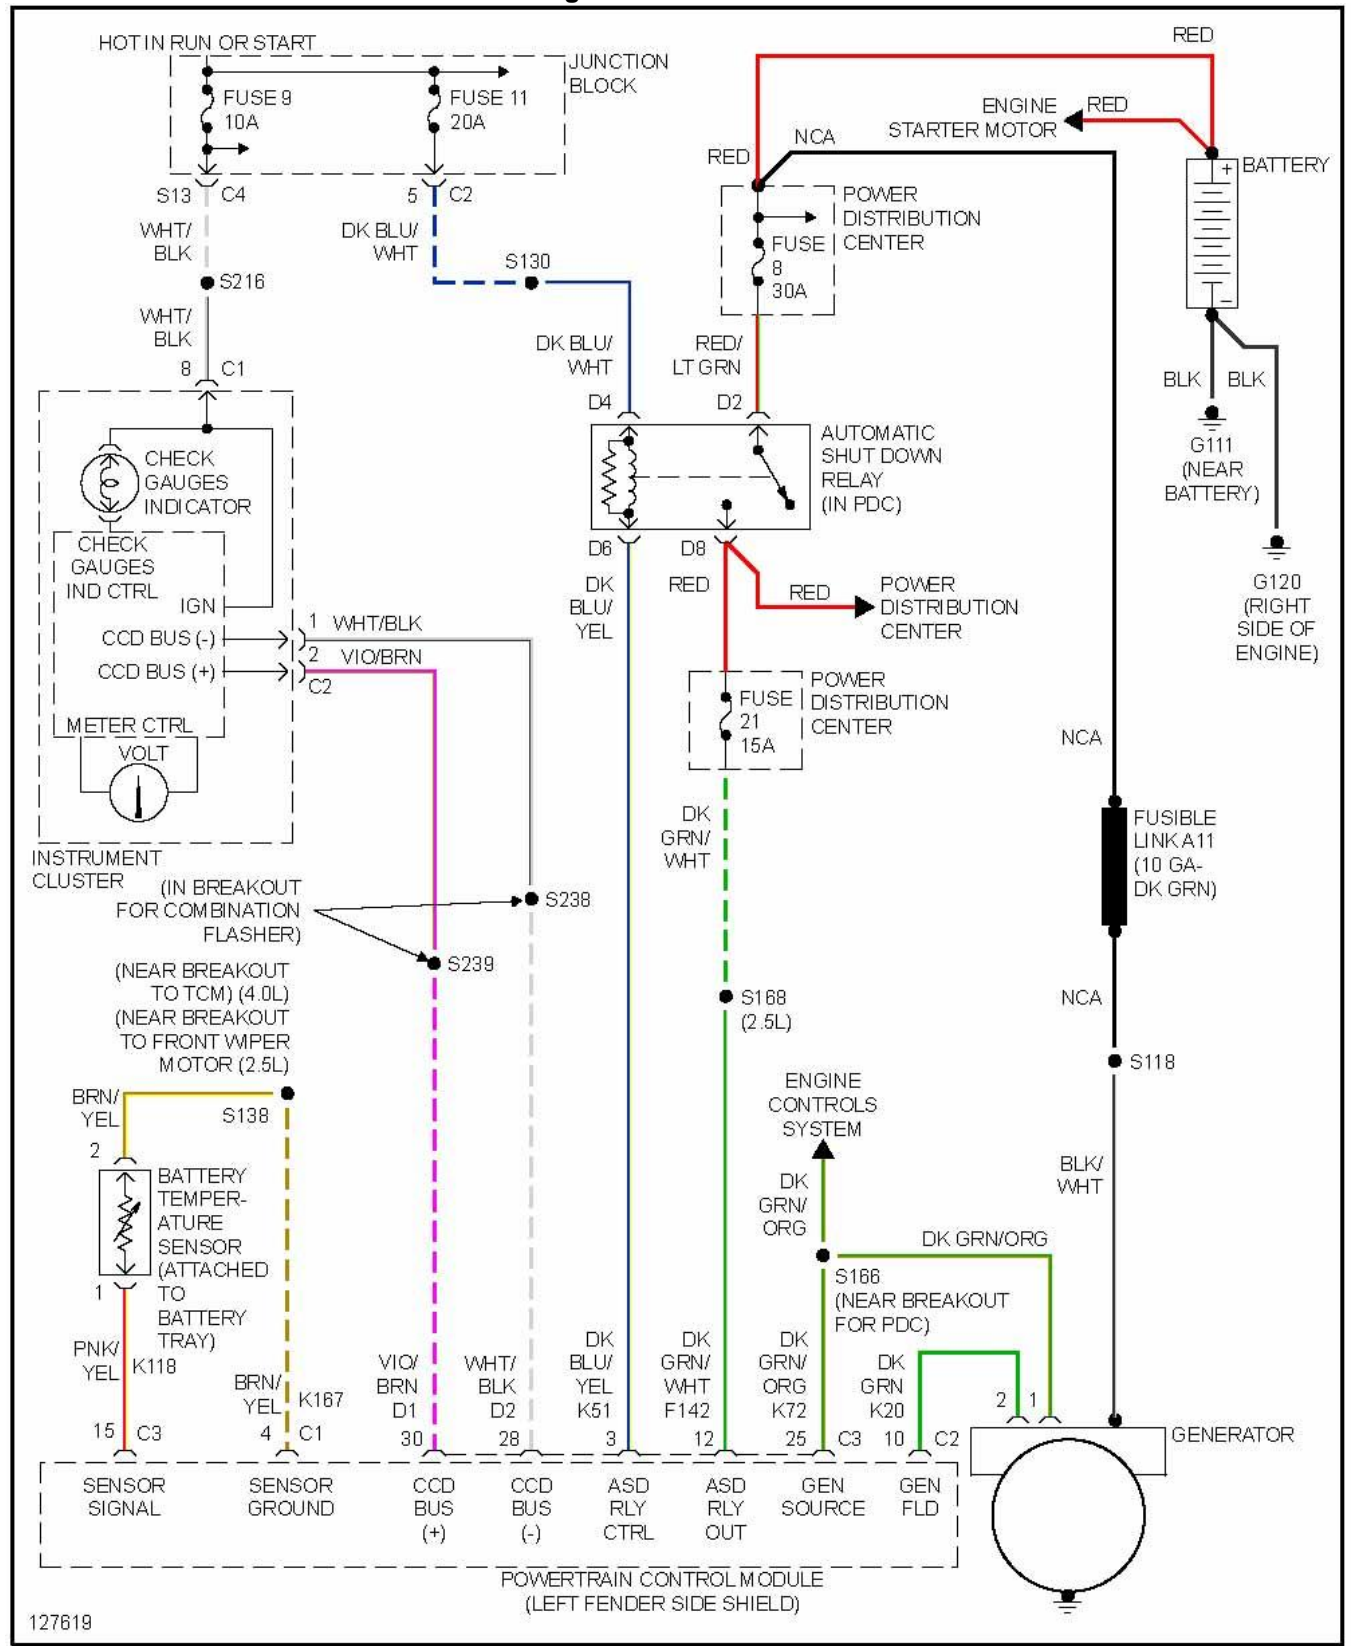 HOT IN RUN OR START
JUNCTION
BLOCK
FUSE 9
10A
FUSE 11
20A
S13 C4
5 C2
WHT/
BLK
DK BLU/
WHT
S216
S130
WHT/
BLK
8 C1
DK BLU/
WHT
RED
ENGINE
STARTER MOTOR
RED
NCA
RED
BATTERY
+
−
POWER
DISTRIBUTION
CENTER
FUSE
8
30A
RED/
LT GRN
BLK BLK
G111
(NEAR
BATTERY)
G120
(RIGHT
SIDE OF
ENGINE)
D4
D2
AUTOMATIC
SHUT DOWN
RELAY
(IN PDC)
D6
D8
DK
BLU/
YEL
RED
RED
POWER
DISTRIBUTION
CENTER
CHECK
GAUGES
INDICATOR
CHECK
GAUGES
IND CTRL
IGN
CCD BUS (-)
CCD BUS (+)
1 WHT/BLK
2 VIO/BRN
C2
METER CTRL
VOLT
INSTRUMENT
CLUSTER
FUSE
21
15A
POWER
DISTRIBUTION
CENTER
DK
GRN/
WHT
NCA
FUSIBLE
LINK A11
(10 GA-
DK GRN)
(IN BREAKOUT
FOR COMBINATION
FLASHER)
S238
S239
(NEAR BREAKOUT
TO TCM) (4.0L)
(NEAR BREAKOUT
TO FRONT WIPER
MOTOR (2.5L)
S168
(2.5L)
NCA
S118
BRN/
YEL
S138
2
BATTERY
TEMPER-
ATURE
SENSOR
(ATTACHED
TO
BATTERY
TRAY)
1
ENGINE
CONTROLS
SYSTEM
DK
GRN/
ORG
BLK/
WHT
DK GRN/ORG
S166
(NEAR BREAKOUT
FOR PDC)
PNK/
YEL
K118
15 C3
BRN/
YEL
K167
4 C1
VIO/
BRN
D1
30
WHT/
BLK
D2
28
DK
BLU/
YEL
K51
3
DK
GRN/
WHT
F142
12
DK
GRN/
ORG
K72
25 C3
DK
GRN
K20
10 C2
2 1
GENERATOR
SENSOR
SIGNAL
SENSOR
GROUND
CCD
BUS
(+)
CCD
BUS
(-)
ASD
RLY
CTRL
ASD
RLY
OUT
GEN
SOURCE
GEN
FLD
POWERTRAIN CONTROL MODULE
(LEFT FENDER SIDE SHIELD)
127619